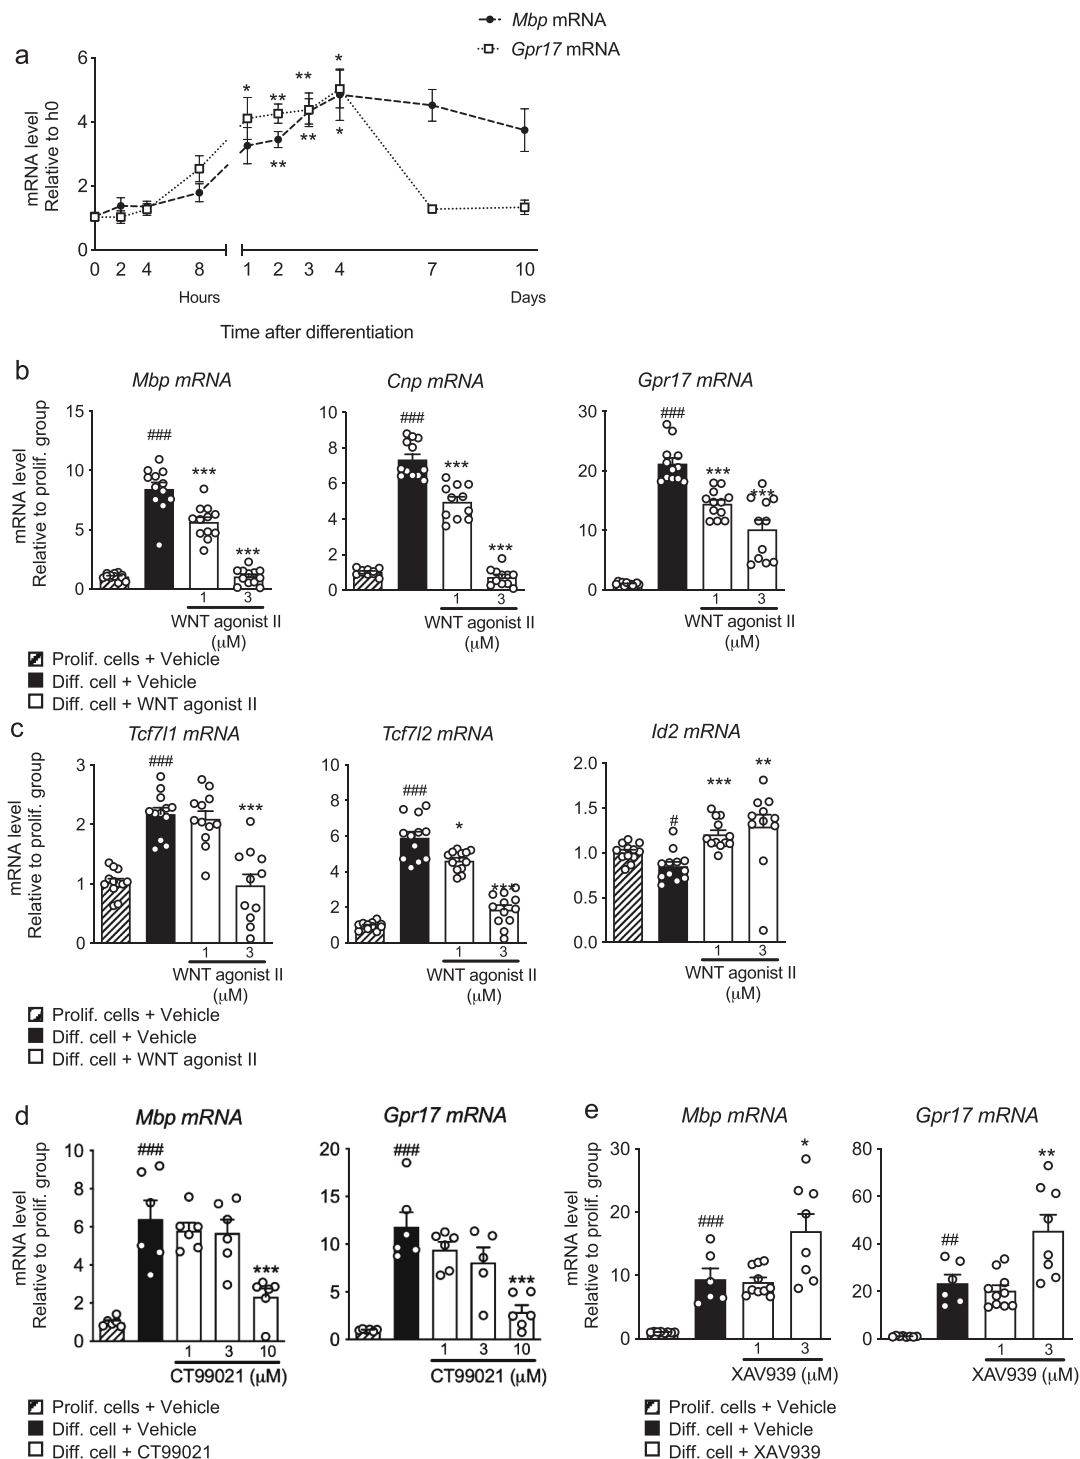 Mbp mRNA
Gpr17 mRNA
a
mRNA level
Relative to h0
6
4
2
0
* ** ** *
** ** *
0 2 4 8 1 2 3 4 7 10
Hours Days
Time after differentiation
b
Mbp mRNA Cnp mRNA Gpr17 mRNA
mRNA level
Relative to prolif. group
15
10
5
0
### *** ***
10
8
6
4
2
0
### *** ***
30
20
10
0
### *** ***
1 3 1 3 1 3
WNT agonist II WNT agonist II WNT agonist II
(μM) (μM) (μM)
Prolif. cells + Vehicle
Diff. cell + Vehicle
Diff. cell + WNT agonist II
c
Tcf7l1 mRNA Tcf7l2 mRNA Id2 mRNA
mRNA level
Relative to prolif. group
3
2
1
0
### ***
10
8
6
4
2
0
### * ***
2.0
1.5
1.0
0.5
0.0
# *** **
1 3 1 3 1 3
WNT agonist II WNT agonist II WNT agonist II
(μM) (μM) (μM)
Prolif. cells + Vehicle
Diff. cell + Vehicle
Diff. cell + WNT agonist II
d
Mbp mRNA Gpr17 mRNA
mRNA level
Relative to prolif. group
10
8
6
4
2
0
### ***
20
15
10
5
0
### ***
1 3 10 1 3 10
CT99021 (μM) CT99021 (μM)
Prolif. cells + Vehicle
Diff. cell + Vehicle
Diff. cell + CT99021
e
Mbp mRNA Gpr17 mRNA
mRNA level
Relative to prolif. group
30
20
10
0
### *
80
60
40
20
0
## **
1 3 1 3
XAV939 (μM) XAV939 (μM)
Prolif. cells + Vehicle
Diff. cell + Vehicle
Diff. cell + XAV939